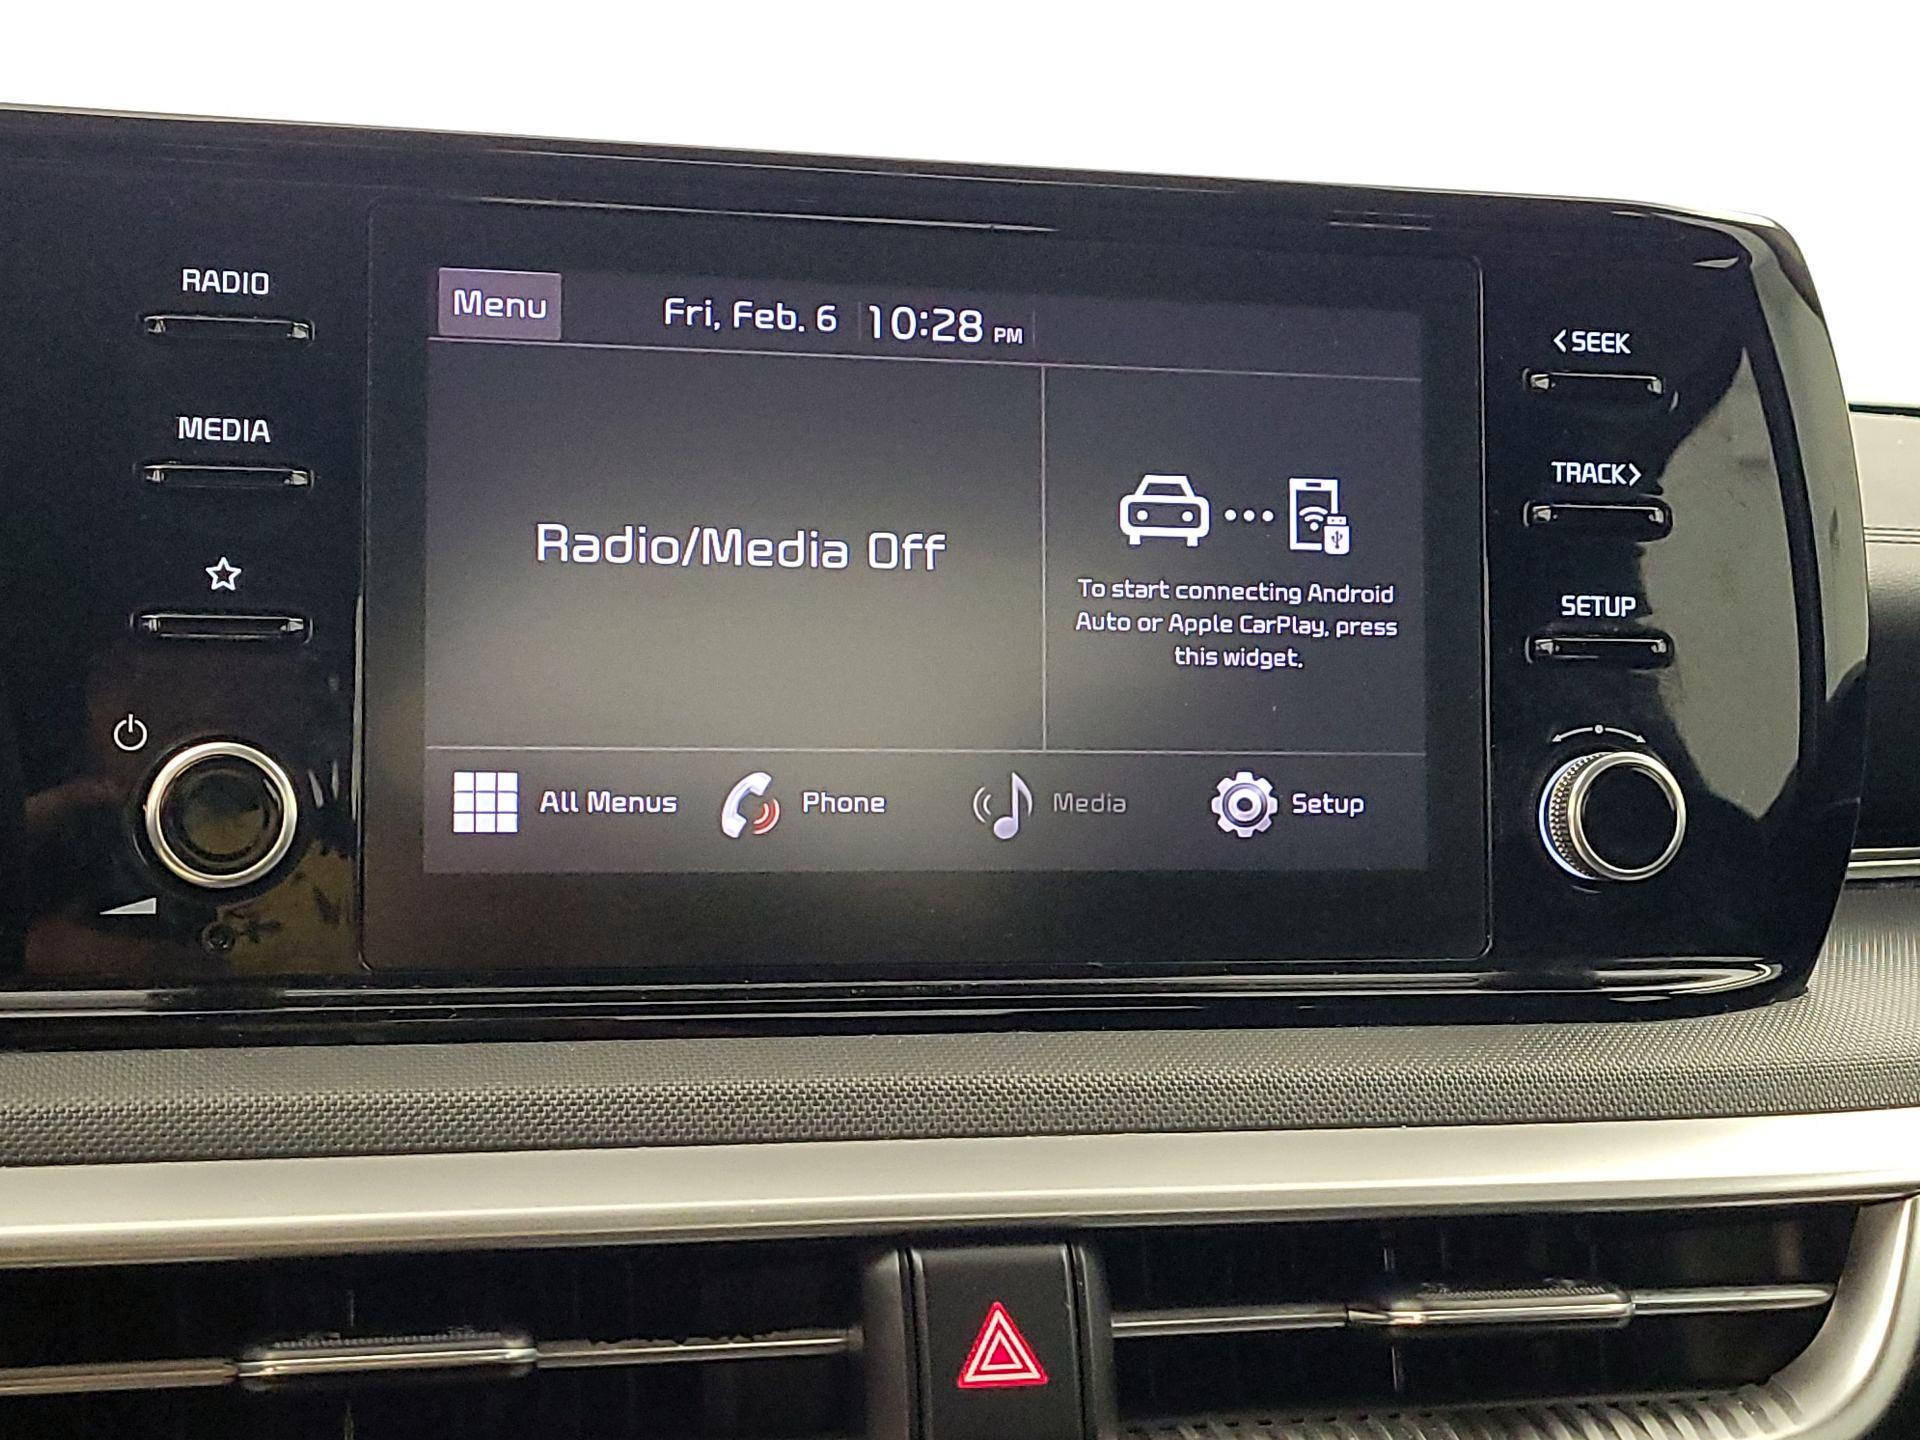 RADIO
MEDIA
Menu
Fri, Feb. 6 10:28 PM
Radio/Media Off
To start connecting Android
Auto or Apple CarPlay, press
this widget.
All Menus
Phone
Media
Setup
<SEEK
TRACK>
SETUP